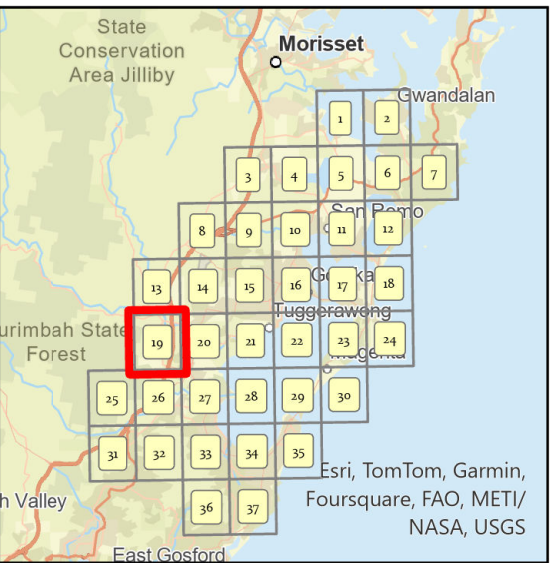 State
Conservation
Area Jilliby
Morisset
Gwandalan
1 2
3 4 5 6 7
San Remo
8 9 10 11 12
13 14 15 16 17 18
Tuggerawong
urimbah State
Forest
19 20 21 22 23 24
Magenta
25 26 27 28 29 30
31 32 33 34 35
Esri, TomTom, Garmin,
Foursquare, FAO, METI/
NASA, USGS
h Valley
36 37
East Gosford